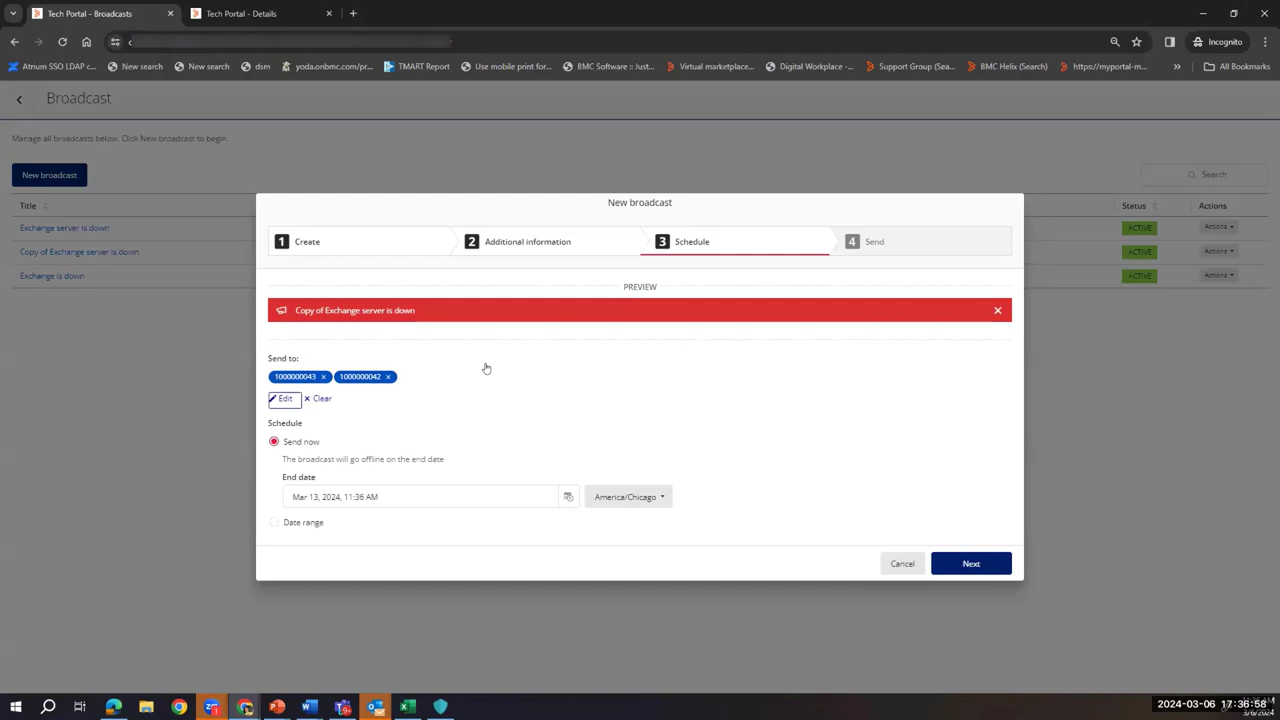 Tech Portal - Broadcasts
Tech Portal - Details
Incognito
Atrium SSO LDAP c...
New search
New search
dsm
yoda.onbmc.com/pr...
TMART Report
Use mobile print for...
BMC Software :: Just...
Virtual marketplace...
Digital Workplace -...
Support Group (Sea...
BMC Helix (Search)
https://myportal-m...
All Bookmarks
Broadcast
Manage all broadcasts below. Click New broadcast to begin.
New broadcast
Search
Title
Status
Actions
Exchange server is down
ACTIVE
Actions
Copy of Exchange server is down
ACTIVE
Actions
Exchange is down
ACTIVE
Actions
New broadcast
1 Create
2 Additional information
3 Schedule
4 Send
PREVIEW
Copy of Exchange server is down
Send to:
1000000043
1000000042
Edit
Clear
Schedule
Send now
The broadcast will go offline on the end date
End date
Mar 13, 2024, 11:36 AM
America/Chicago
Date range
Cancel
Next
2024-03-06 17:36:58
3/6/2024